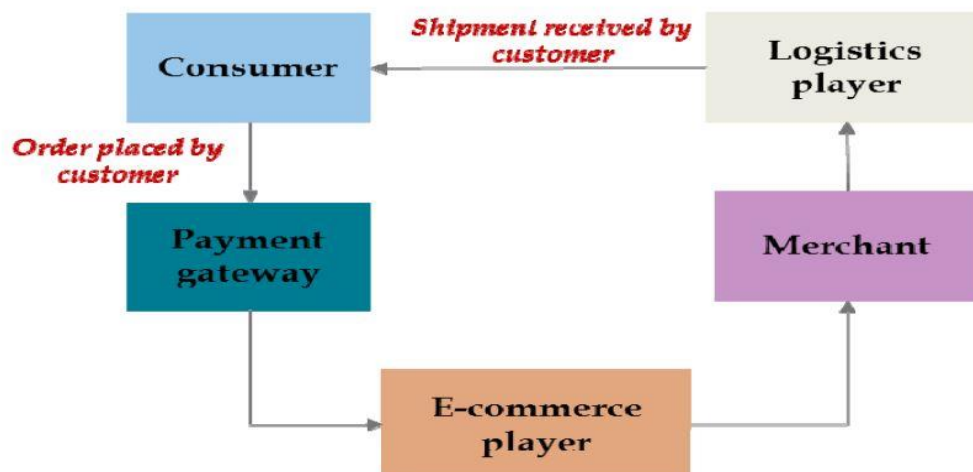 Shipment received by
customer
Consumer
Logistics
player
Order placed by
customer
Payment
gateway
Merchant
E-commerce
player